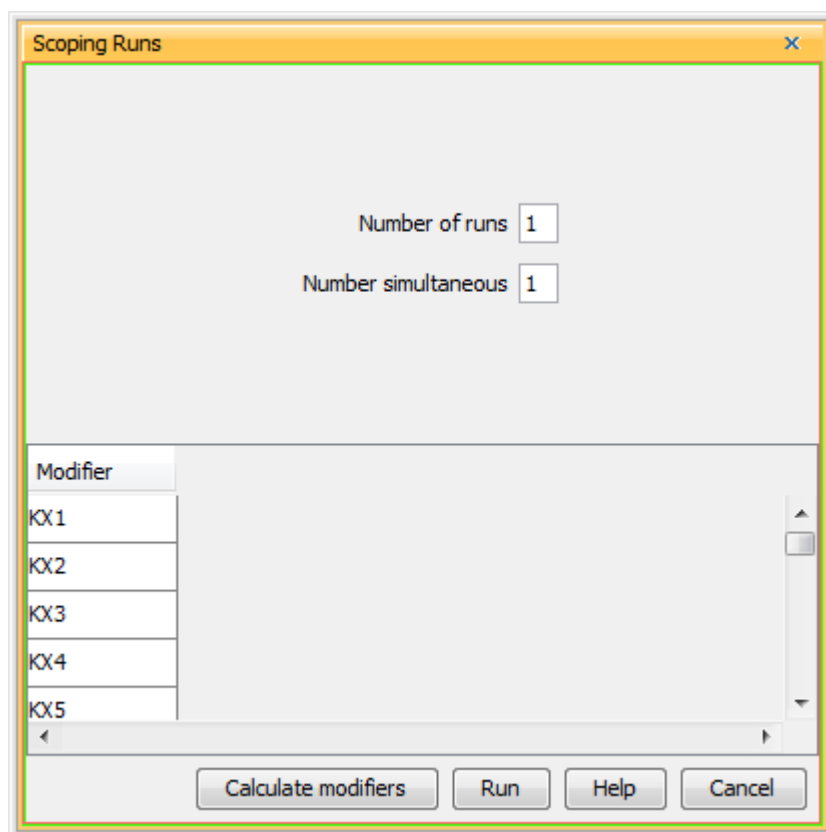 Scoping Runs
Number of runs 1
Number simultaneous 1
Modifier
KX1
KX2
KX3
KX4
KX5
Calculate modifiers Run Help Cancel